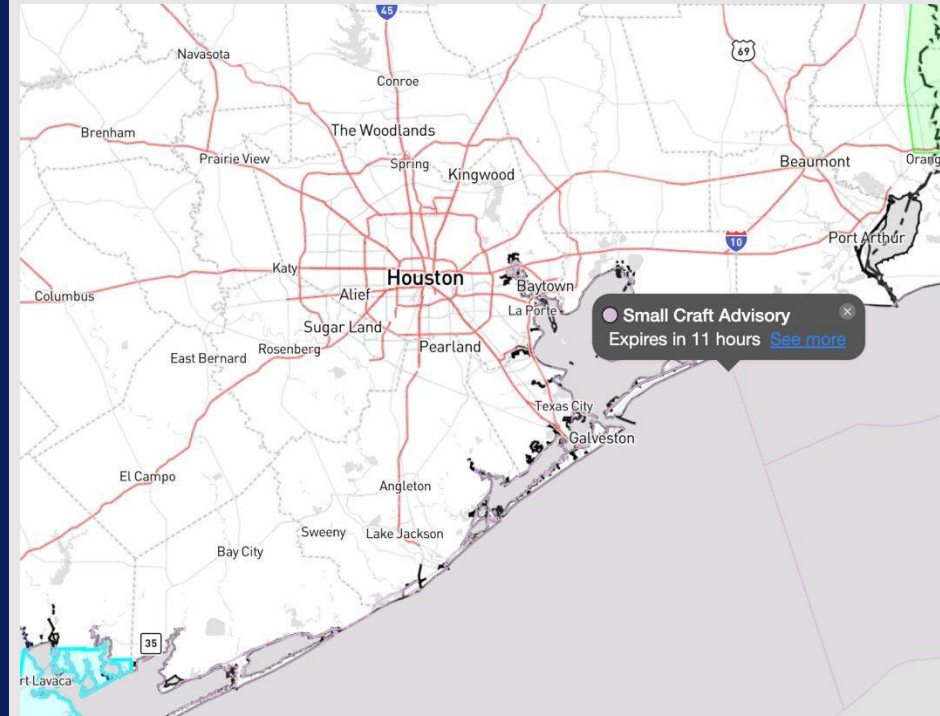 45
Navasota
69
Conroe
Brenham
The Woodlands
Prairie View
Spring
Kingwood
Beaumont
Orang
10
Port Arthur
Katy
Houston
Baytown
Columbus
Alief
La Porte
Small Craft Advisory
Sugar Land
Expires in 11 hours See more
East Bernard
Rosenberg
Pearland
Texas City
Galveston
El Campo
Angleton
Sweeny
Lake Jackson
Bay City
35
rt Lavaca